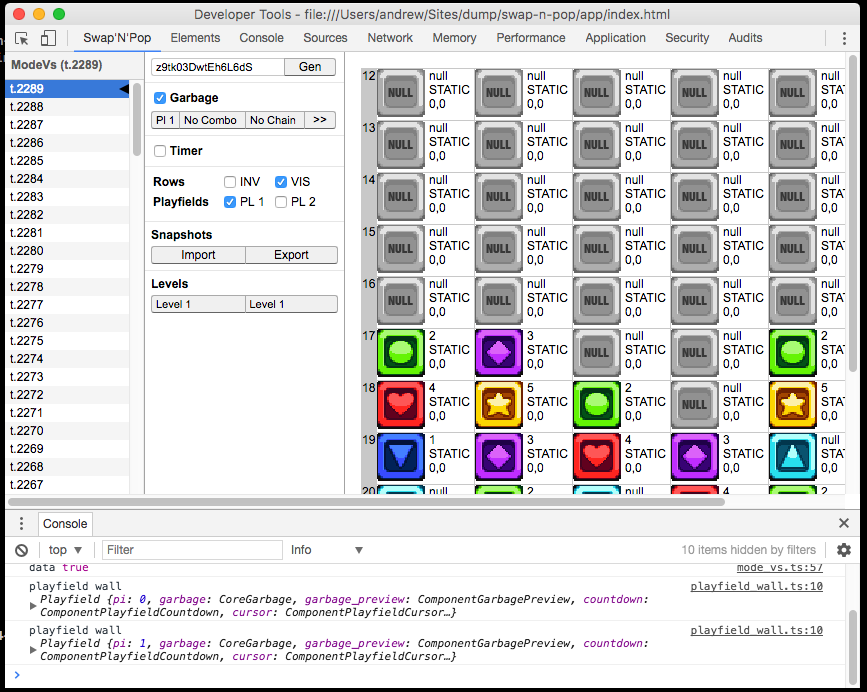 Developer Tools - file:///Users/andrew/Sites/dump/swap-n-pop/app/index.html
Swap'N'Pop Elements Console Sources Network Memory Performance Application Security Audits
ModeVs (t.2289)
t.2289
t.2288
t.2287
t.2286
t.2285
t.2284
t.2283
t.2282
t.2281
t.2280
t.2279
t.2278
t.2277
t.2276
t.2275
t.2274
t.2273
t.2272
t.2271
t.2270
t.2269
t.2268
t.2267
z9tk03DwtEh6L6dS Gen
Garbage
Pl 1 No Combo No Chain >>
Timer
Rows INV VIS
Playfields PL 1 PL 2
Snapshots
Import Export
Levels
Level 1 Level 1
12 NULL null NULL null NULL null NULL null NULL null
STATIC STATIC STATIC STATIC STATIC
0,0 0,0 0,0 0,0 0,0
13 NULL null NULL null NULL null NULL null NULL null
STATIC STATIC STATIC STATIC STATIC
0,0 0,0 0,0 0,0 0,0
14 NULL null NULL null NULL null NULL null NULL null
STATIC STATIC STATIC STATIC STATIC
0,0 0,0 0,0 0,0 0,0
15 NULL null NULL null NULL null NULL null NULL null
STATIC STATIC STATIC STATIC STATIC
0,0 0,0 0,0 0,0 0,0
16 NULL null NULL null NULL null NULL null NULL null
STATIC STATIC STATIC STATIC STATIC
0,0 0,0 0,0 0,0 0,0
17 2 3 NULL null NULL null 2
STATIC STATIC STATIC STATIC STATIC
0,0 0,0 0,0 0,0 0,0
18 4 5 2 NULL null 5
STATIC STATIC STATIC STATIC STATIC
0,0 0,0 0,0 0,0 0,0
19 1 3 4 3 null
STATIC STATIC STATIC STATIC STATIC
0,0 0,0 0,0 0,0 0,0
20 null 2 null 4 2
Console
top Filter Info 10 items hidden by filters
data true mode_vs.ts:57
playfield wall playfield_wall.ts:10
Playfield {pi: 0, garbage: CoreGarbage, garbage_preview: ComponentGarbagePreview, countdown:
ComponentPlayfieldCountdown, cursor: ComponentPlayfieldCursor…}
playfield wall playfield_wall.ts:10
Playfield {pi: 1, garbage: CoreGarbage, garbage_preview: ComponentGarbagePreview, countdown:
ComponentPlayfieldCountdown, cursor: ComponentPlayfieldCursor…}
>